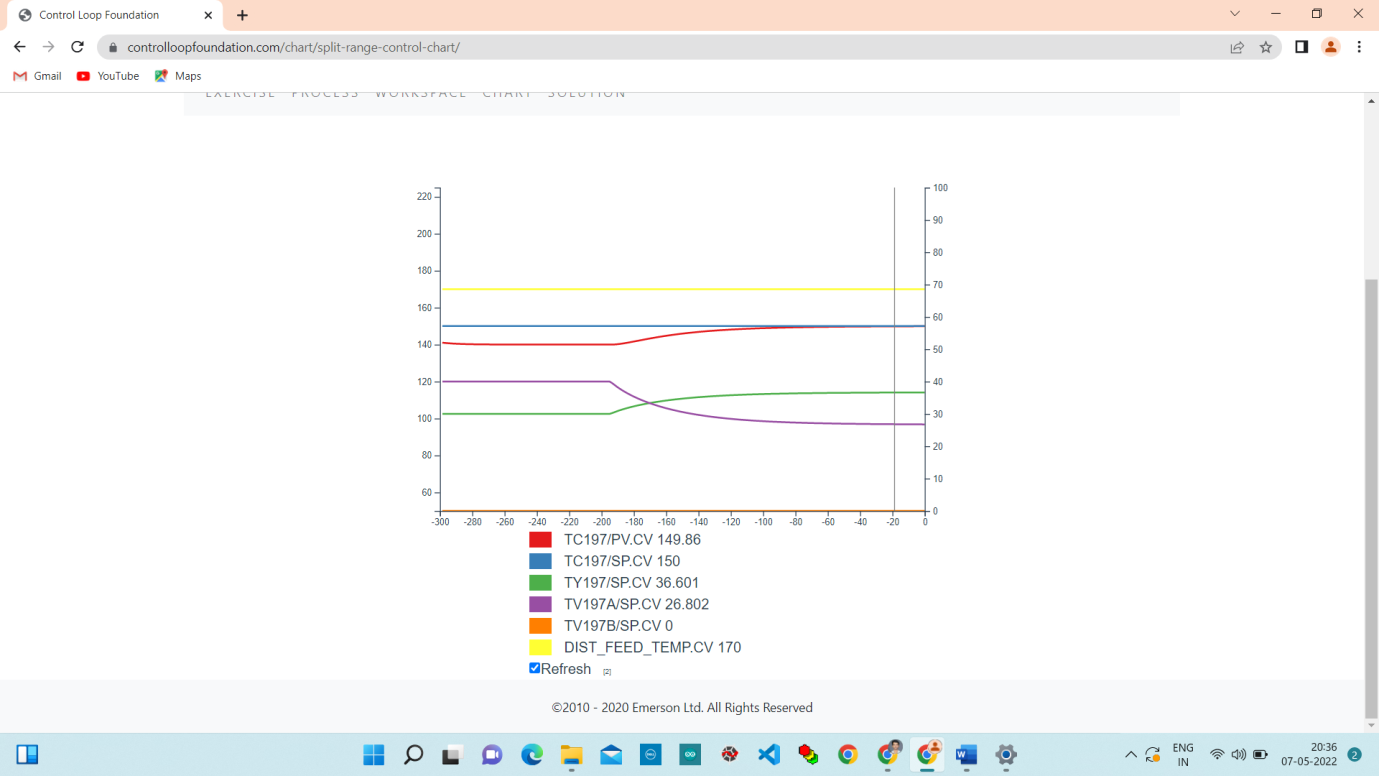 Control Loop Foundation
controlloopfoundation.com/chart/split-range-control-chart/
Gmail YouTube Maps
EXERCISE PROCESS WORKSPACE CHART SOLUTION
220
200
180
160
140
120
100
80
60
100
90
80
70
60
50
40
30
20
10
0
-300 -280 -260 -240 -220 -200 -180 -160 -140 -120 -100 -80 -60 -40 -20 0
TC197/PV.CV 149.86
TC197/SP.CV 150
TY197/SP.CV 36.601
TV197A/SP.CV 26.802
TV197B/SP.CV 0
DIST_FEED_TEMP.CV 170
Refresh [2]
©2010 - 2020 Emerson Ltd. All Rights Reserved
ENG
IN
20:36
07-05-2022
2